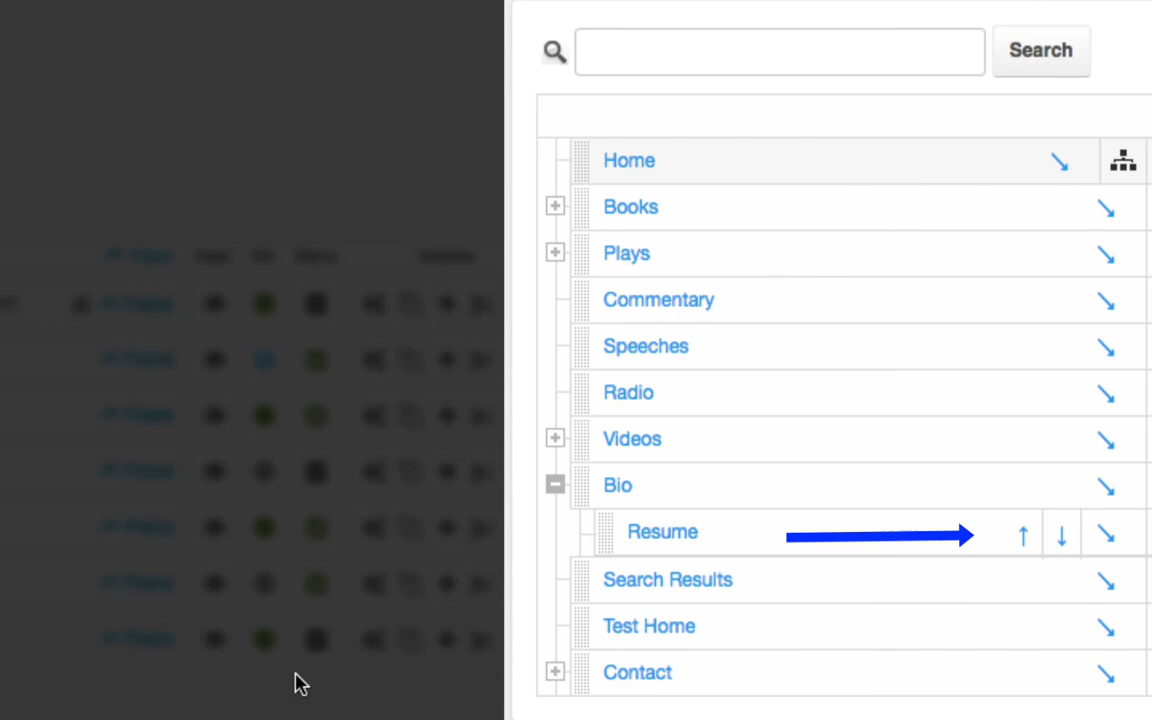 Search
Home
Books
Plays
Commentary
Speeches
Radio
Videos
Bio
Resume
Search Results
Test Home
Contact